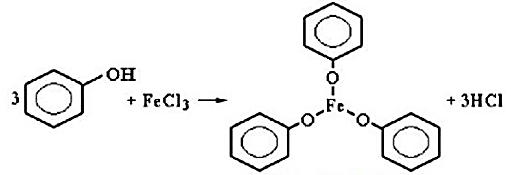 O
3 OH + FeCl₃ → Fe + 3HCl
O O